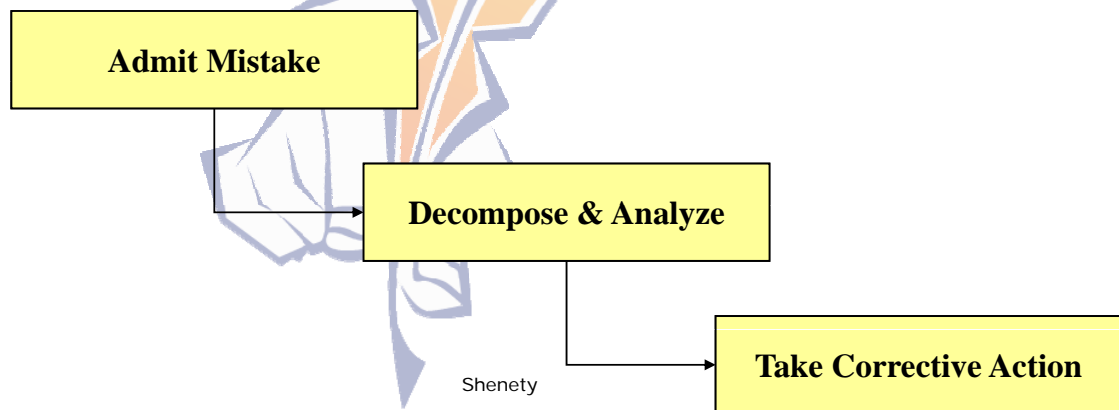 Admit Mistake
Decompose & Analyze
Take Corrective Action
Shenety